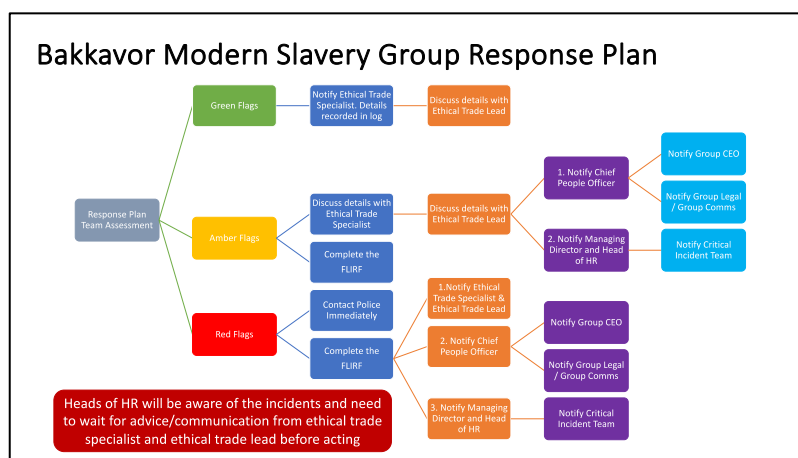 Bakkavor Modern Slavery Group Response Plan
Green Flags
Notify Ethical Trade
Specialist. Details
recorded in log
Discuss details with
Ethical Trade Lead
Response Plan
Team Assessment
Amber Flags
Discuss details with
Ethical Trade
Specialist
Discuss details with
Ethical Trade Lead
1. Notify Chief
People Officer
Notify Group CEO
Notify Group Legal
/ Group Comms
2. Notify Managing
Director and Head
of HR
Notify Critical
Incident Team
Complete the
FLIRF
Red Flags
Contact Police
Immediately
Complete the
FLIRF
1.Notify Ethical
Trade Specialist &
Ethical Trade Lead
2. Notify Chief
People Officer
Notify Group CEO
Notify Group Legal
/ Group Comms
3. Notify Managing
Director and Head
of HR
Notify Critical
Incident Team
Heads of HR will be aware of the incidents and need
to wait for advice/communication from ethical trade
specialist and ethical trade lead before acting